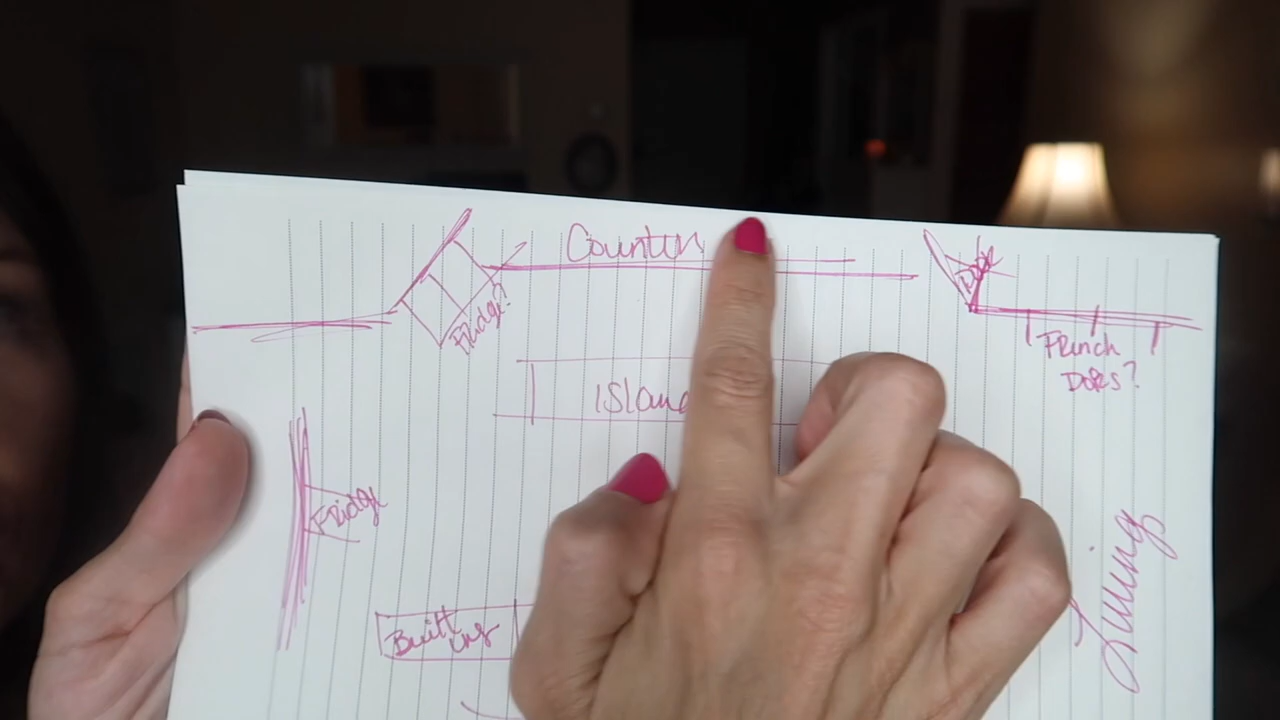 Counter
Door
Fridge?
French
Doors?
Island
Fridge
Living
Built
ins